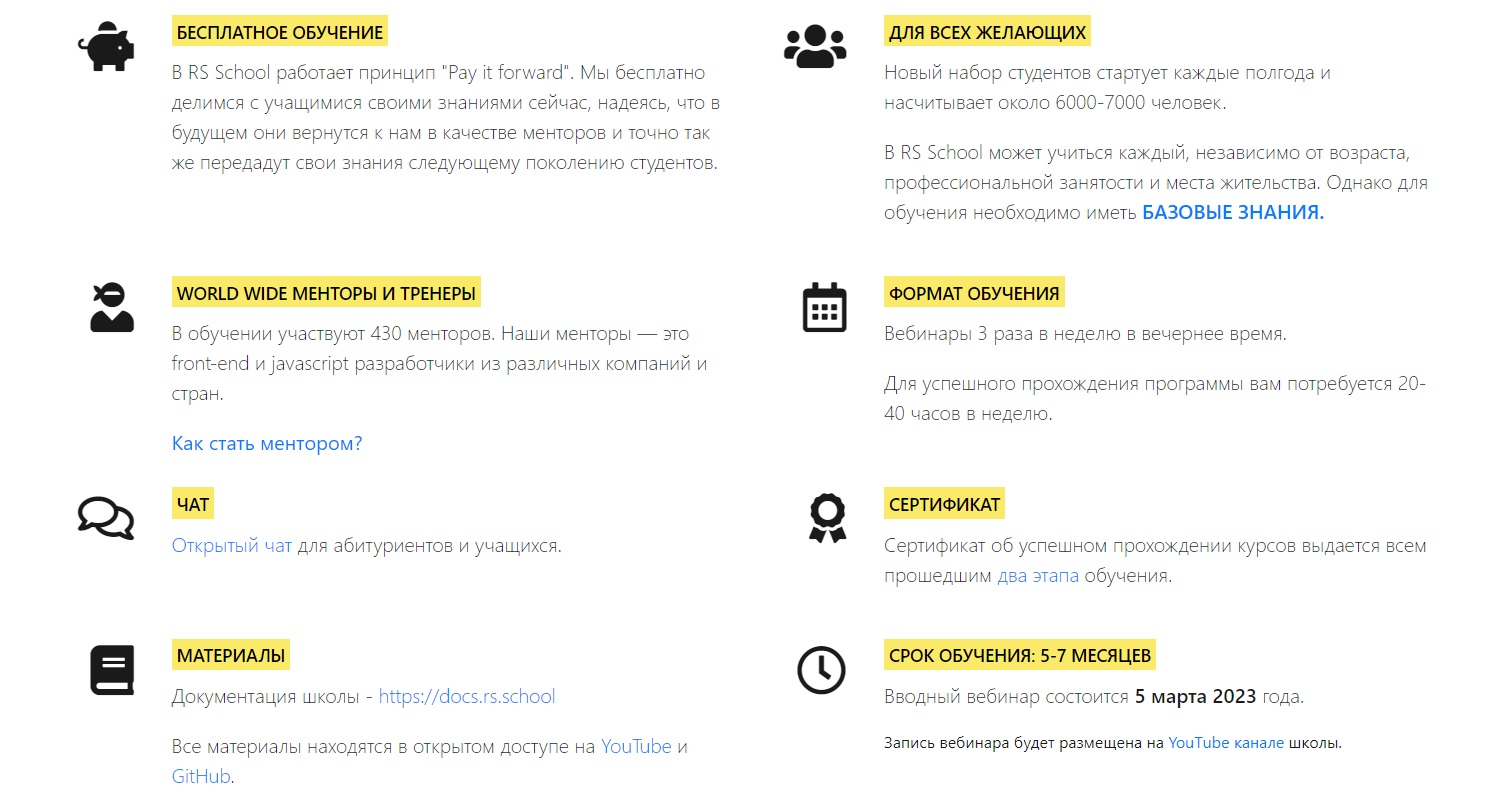 БЕСПЛАТНОЕ ОБУЧЕНИЕ
В RS School работает принцип "Pay it forward". Мы бесплатно
делимся с учащимися своими знаниями сейчас, надеясь, что в
будущем они вернутся к нам в качестве менторов и точно так
же передадут свои знания следующему поколению студентов.
ДЛЯ ВСЕХ ЖЕЛАЮЩИХ
Новый набор студентов стартует каждые полгода и
насчитывает около 6000-7000 человек.
В RS School может учиться каждый, независимо от возраста,
профессиональной занятости и места жительства. Однако для
обучения необходимо иметь БАЗОВЫЕ ЗНАНИЯ.
WORLD WIDE МЕНТОРЫ И ТРЕНЕРЫ
В обучении участвуют 430 менторов. Наши менторы — это
front-end и javascript разработчики из различных компаний и
стран.
Как стать ментором?
ФОРМАТ ОБУЧЕНИЯ
Вебинары 3 раза в неделю в вечернее время.
Для успешного прохождения программы вам потребуется 20-
40 часов в неделю.
ЧАТ
Открытый чат для абитуриентов и учащихся.
СЕРТИФИКАТ
Сертификат об успешном прохождении курсов выдается всем
прошедшим два этапа обучения.
МАТЕРИАЛЫ
Документация школы - https://docs.rs.school
Все материалы находятся в открытом доступе на YouTube и
GitHub.
СРОК ОБУЧЕНИЯ: 5-7 МЕСЯЦЕВ
Вводный вебинар состоится 5 марта 2023 года.
Запись вебинара будет размещена на YouTube канале школы.